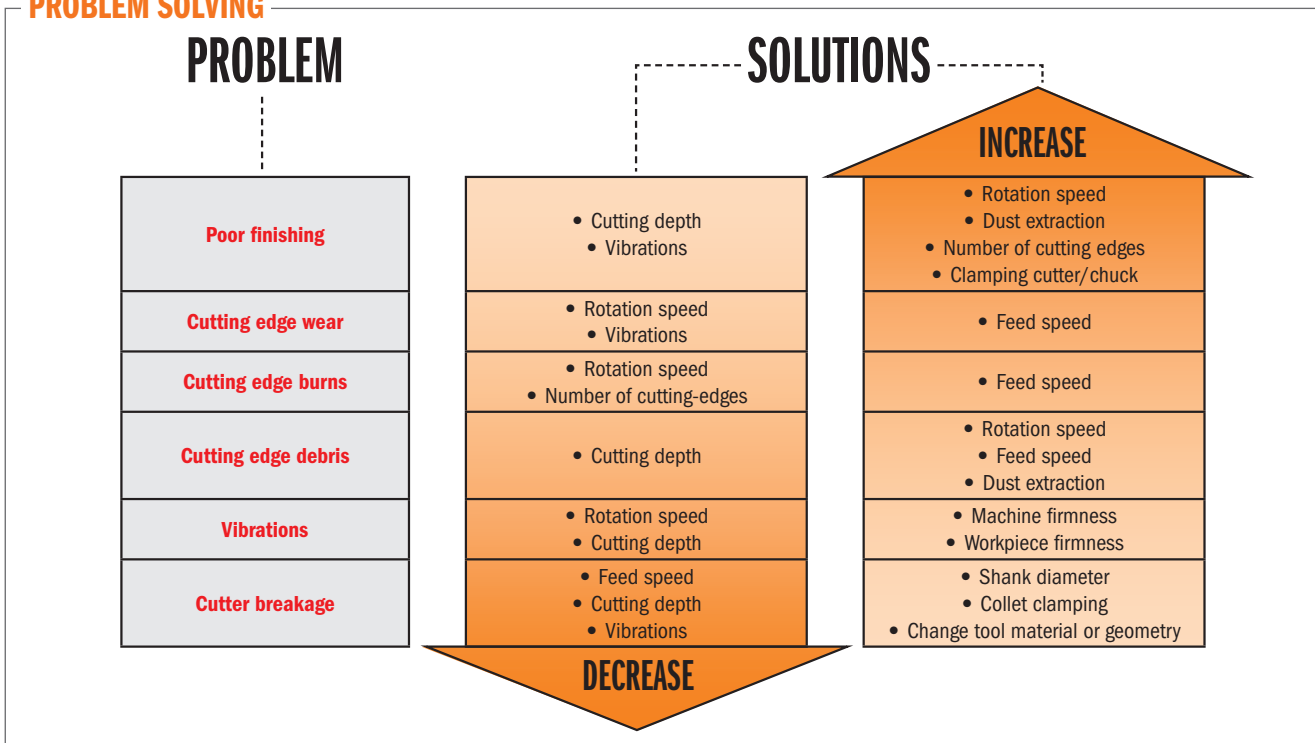 PROBLEM SOLVING
PROBLEM
SOLUTIONS
INCREASE
Poor finishing
• Cutting depth
• Vibrations
• Rotation speed
• Dust extraction
• Number of cutting edges
• Clamping cutter/chuck
Cutting edge wear
• Rotation speed
• Vibrations
• Feed speed
Cutting edge burns
• Rotation speed
• Number of cutting-edges
• Feed speed
Cutting edge debris
• Cutting depth
• Rotation speed
• Feed speed
• Dust extraction
Vibrations
• Rotation speed
• Cutting depth
• Machine firmness
• Workpiece firmness
Cutter breakage
• Feed speed
• Cutting depth
• Vibrations
• Shank diameter
• Collet clamping
• Change tool material or geometry
DECREASE